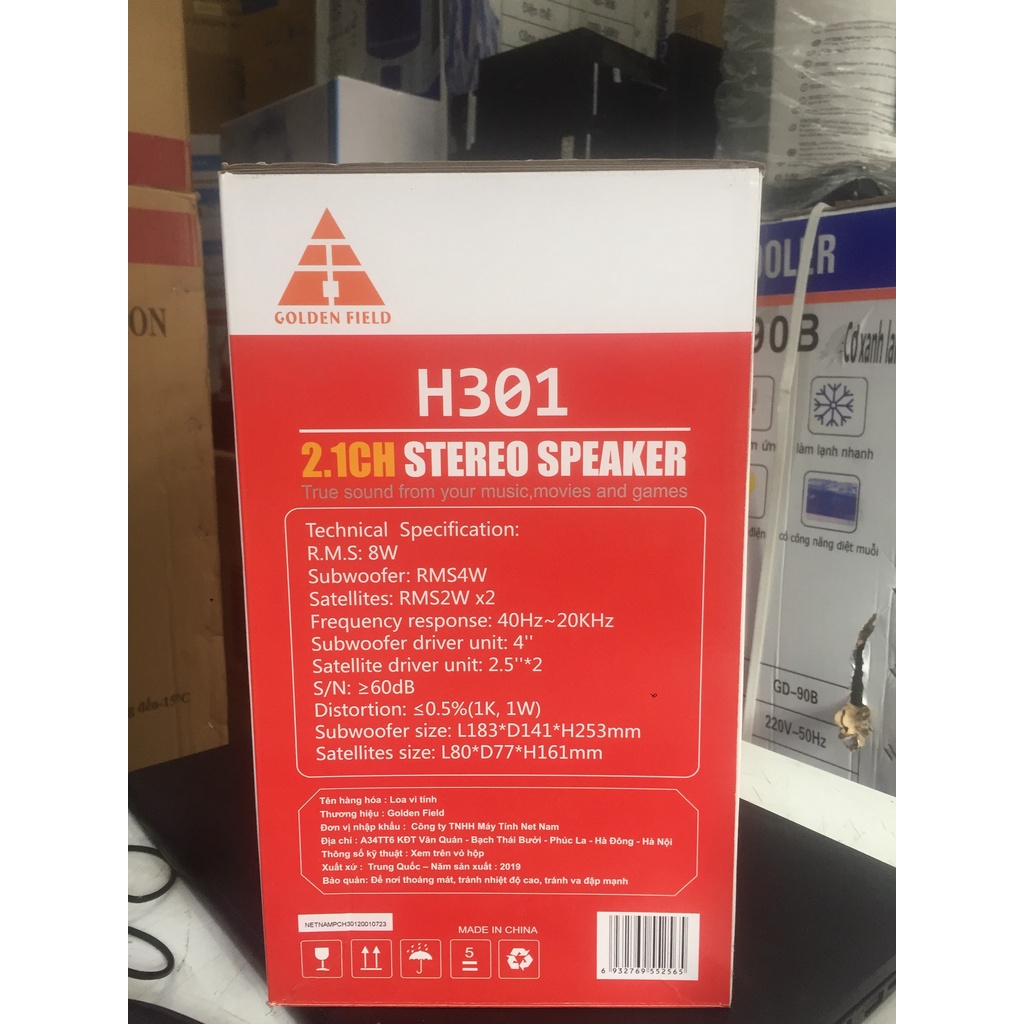 GOLDEN FIELD
H301
2.1CH STEREO SPEAKER
True sound from your music,movies and games
Technical Specification:
R.M.S: 8W
Subwoofer: RMS4W
Satellites: RMS2W x2
Frequency response: 40Hz~20KHz
Subwoofer driver unit: 4''
Satellite driver unit: 2.5''*2
S/N: ≥60dB
Distortion: ≤0.5%(1K, 1W)
Subwoofer size: L183*D141*H253mm
Satellites size: L80*D77*H161mm
Tên hàng hóa : Loa vi tính
Thương hiệu : Golden Field
Đơn vị nhập khẩu : Công ty TNHH Máy Tính Net Nam
Địa chỉ : A34TT6 KĐT Văn Quán - Bạch Thái Bưởi - Phúc La - Hà Đông - Hà Nội
Thông số kỹ thuật : Xem trên vỏ hộp
Xuất xứ : Trung Quốc – Năm sản xuất : 2019
Bảo quản: Để nơi thoáng mát, tránh nhiệt độ cao, tránh va đập mạnh
NETNAMPCH30120010723
MADE IN CHINA
5
6 932769 552565
ON
OOLER
90B
làm lạnh nhanh
có công năng diệt muỗi
GD-90B
220V~50Hz